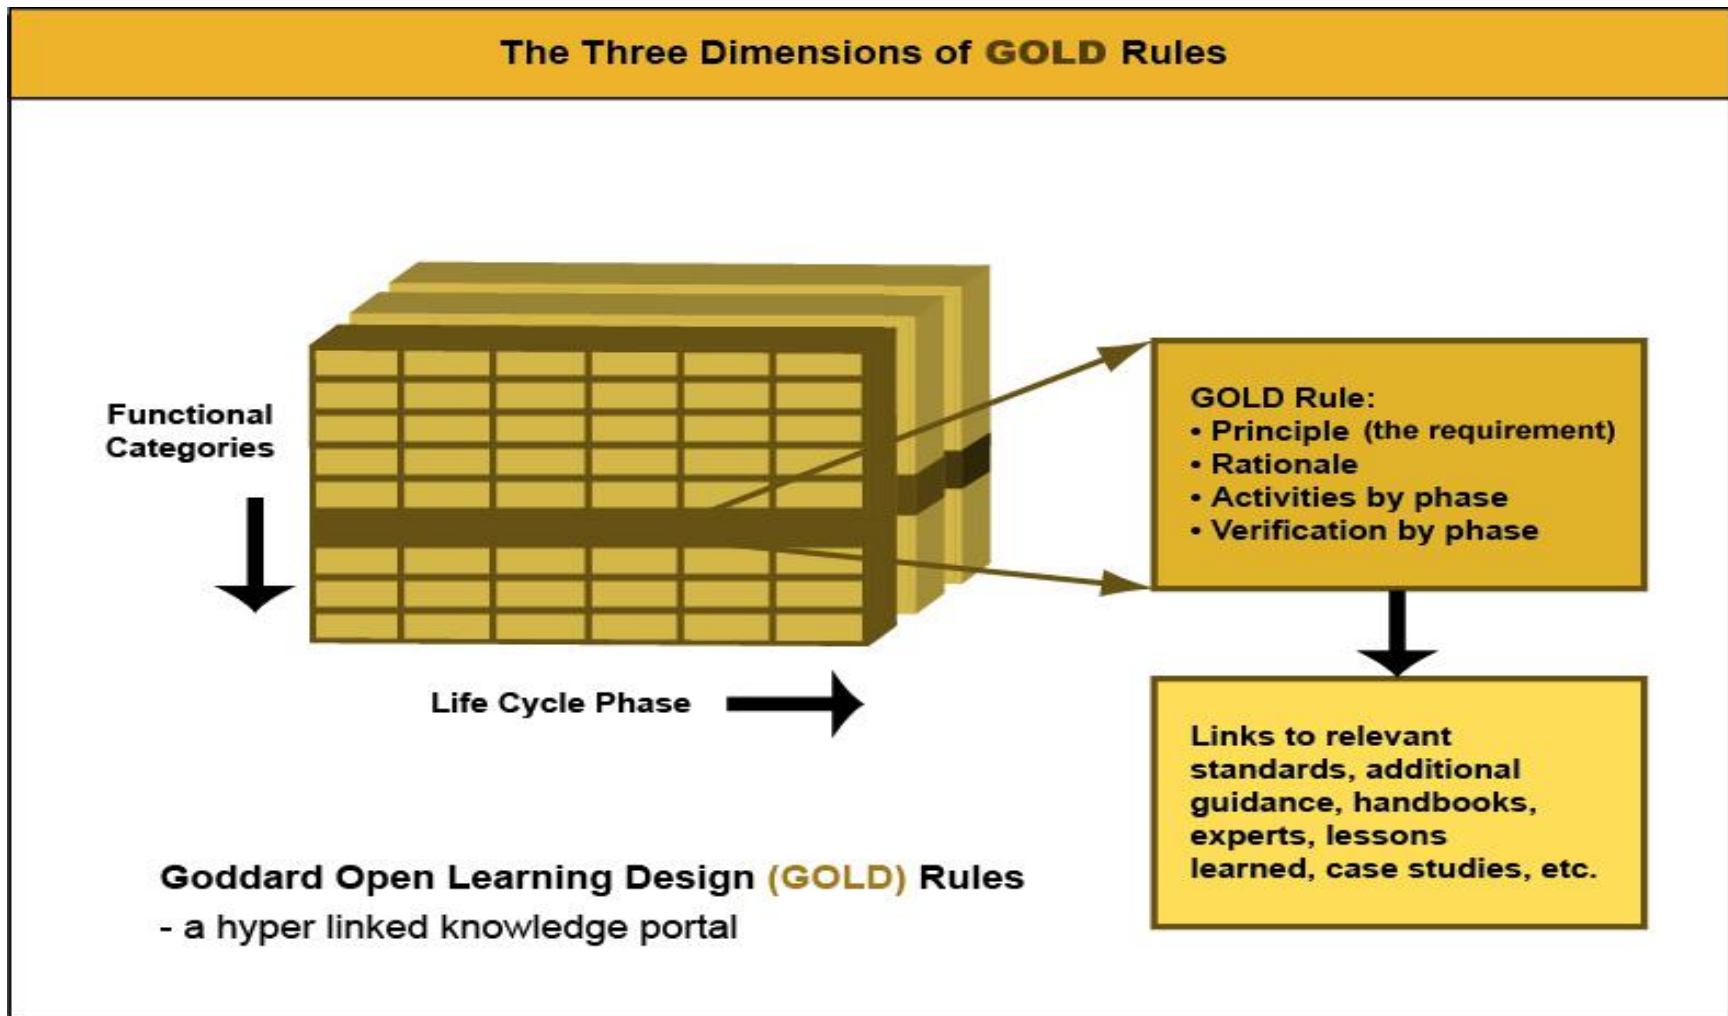 The Three Dimensions of GOLD Rules
Functional
Categories
Life Cycle Phase
GOLD Rule:
• Principle (the requirement)
• Rationale
• Activities by phase
• Verification by phase
Links to relevant
standards, additional
guidance, handbooks,
experts, lessons
learned, case studies, etc.
Goddard Open Learning Design (GOLD) Rules
- a hyper linked knowledge portal